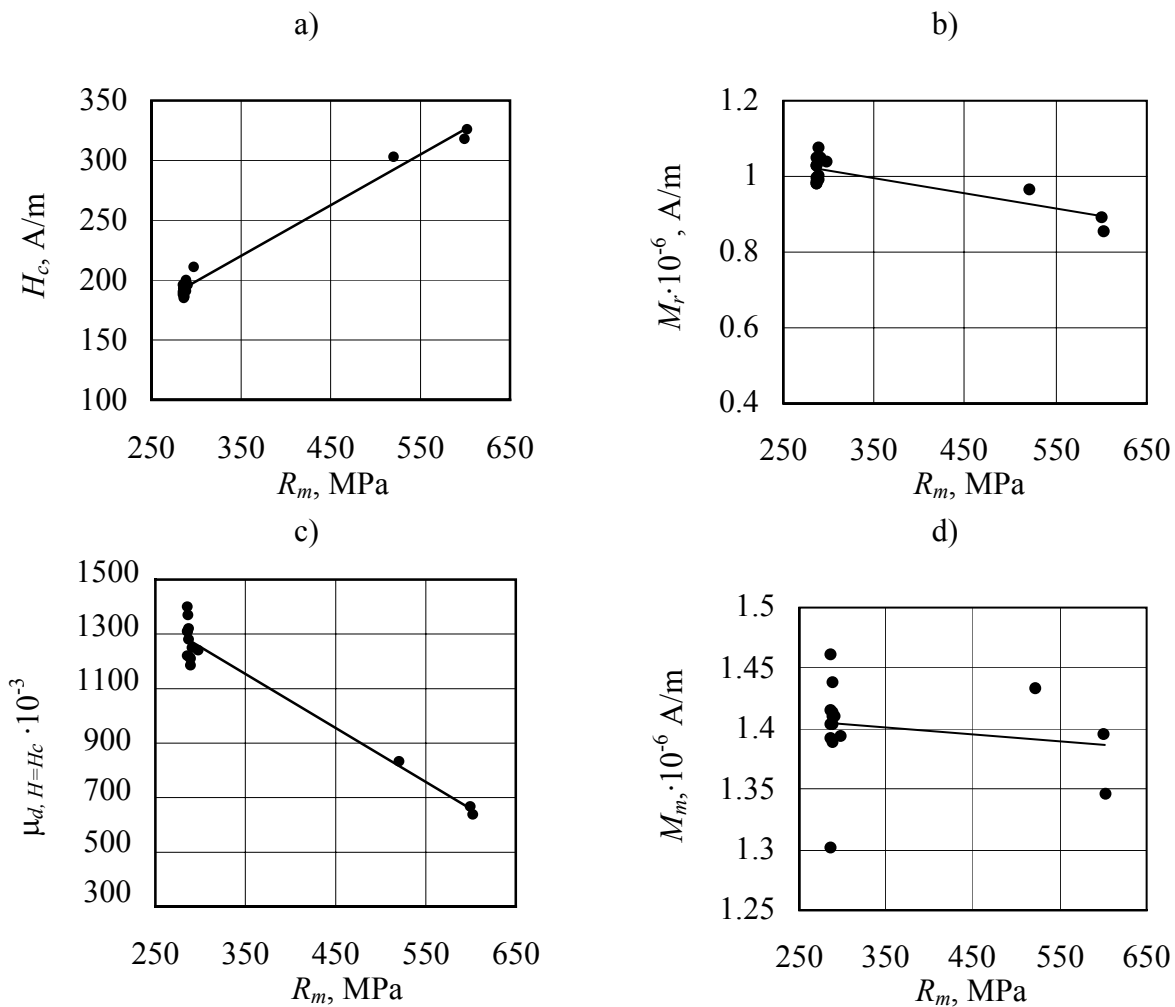 a)
H_c, A/m
350
300
250
200
150
100
250 350 450 550 650
R_m, MPa
b)
M_r·10^-6, A/m
1.2
1
0.8
0.6
0.4
250 350 450 550 650
R_m, MPa
c)
μ_d, H=Hc ·10^-3
1500
1300
1100
900
700
500
300
250 350 450 550 650
R_m, MPa
d)
M_m,·10^-6 A/m
1.5
1.45
1.4
1.35
1.3
1.25
250 350 450 550 650
R_m, MPa